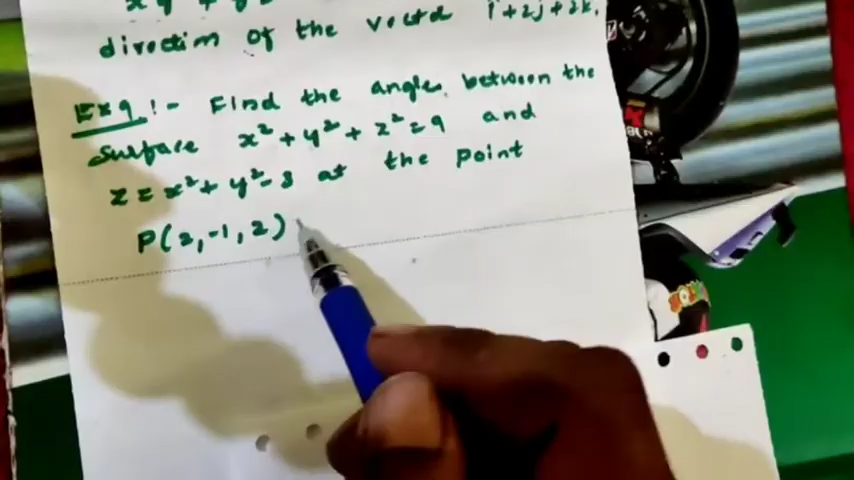 direction of the vector i+2j+2k.
Ex 9 :- Find the angle between the
surface x²+y²+z²=9 and
z = x²+y²-3 at the point
P(2,-1,2)